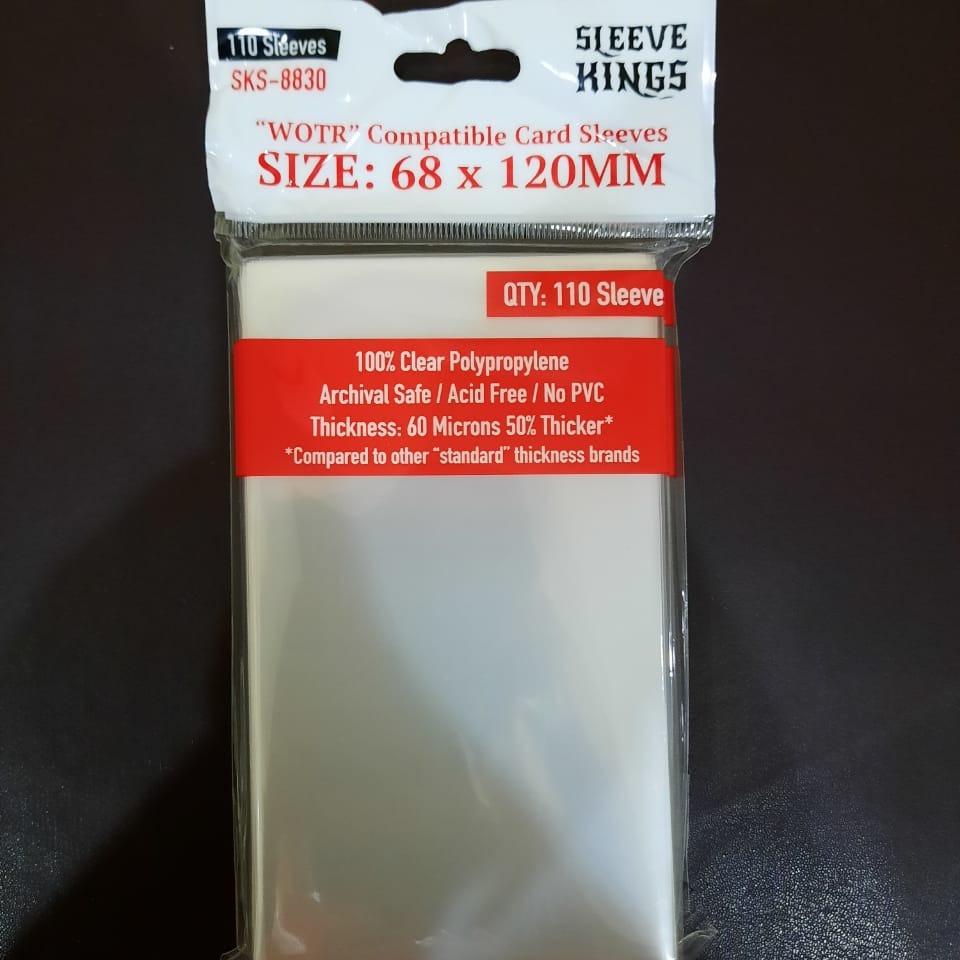 110 Sleeves
SKS-8830
SLEEVE
KINGS
"WOTR" Compatible Card Sleeves
SIZE: 68 x 120MM
QTY: 110 Sleeve
100% Clear Polypropylene
Archival Safe / Acid Free / No PVC
Thickness: 60 Microns 50% Thicker*
*Compared to other "standard" thickness brands